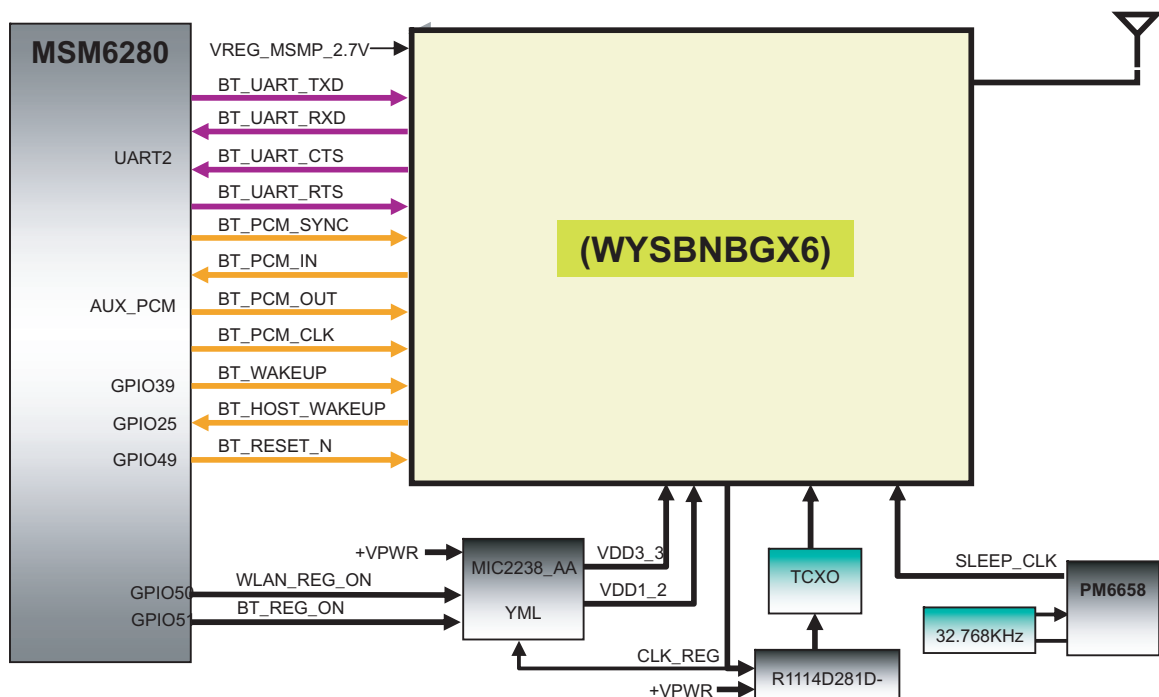 MSM6280
VREG_MSMP_2.7V
BT_UART_TXD
BT_UART_RXD
UART2
BT_UART_CTS
BT_UART_RTS
BT_PCM_SYNC
(WYSBNBGX6)
BT_PCM_IN
AUX_PCM
BT_PCM_OUT
BT_PCM_CLK
GPIO39
BT_WAKEUP
GPIO25
BT_HOST_WAKEUP
GPIO49
BT_RESET_N
+VPWR
MIC2238_AA
YML
VDD3_3
VDD1_2
GPIO50
WLAN_REG_ON
GPIO51
BT_REG_ON
TCXO
SLEEP_CLK
PM6658
32.768KHz
CLK_REG
R1114D281D-
+VPWR